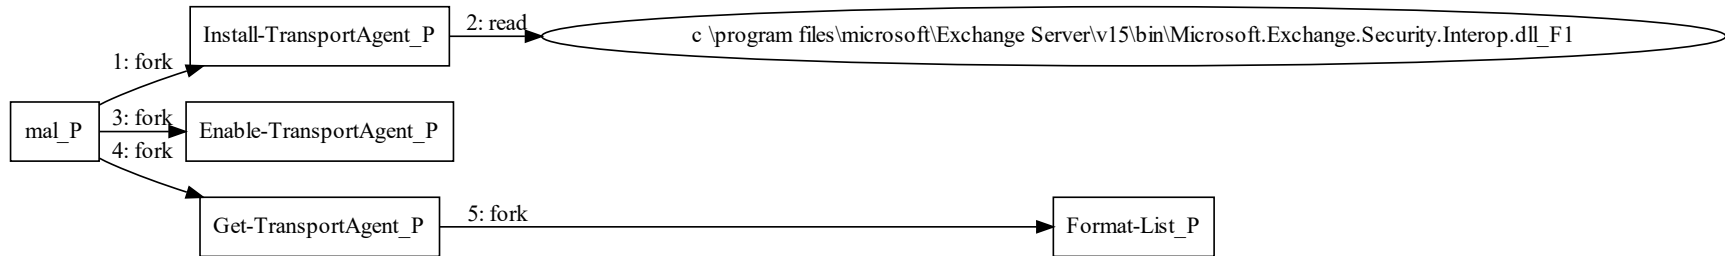 Install-TransportAgent_P
2: read
c \program files\microsoft\Exchange Server\v15\bin\Microsoft.Exchange.Security.Interop.dll_F1
1: fork
mal_P
3: fork
Enable-TransportAgent_P
4: fork
Get-TransportAgent_P
5: fork
Format-List_P